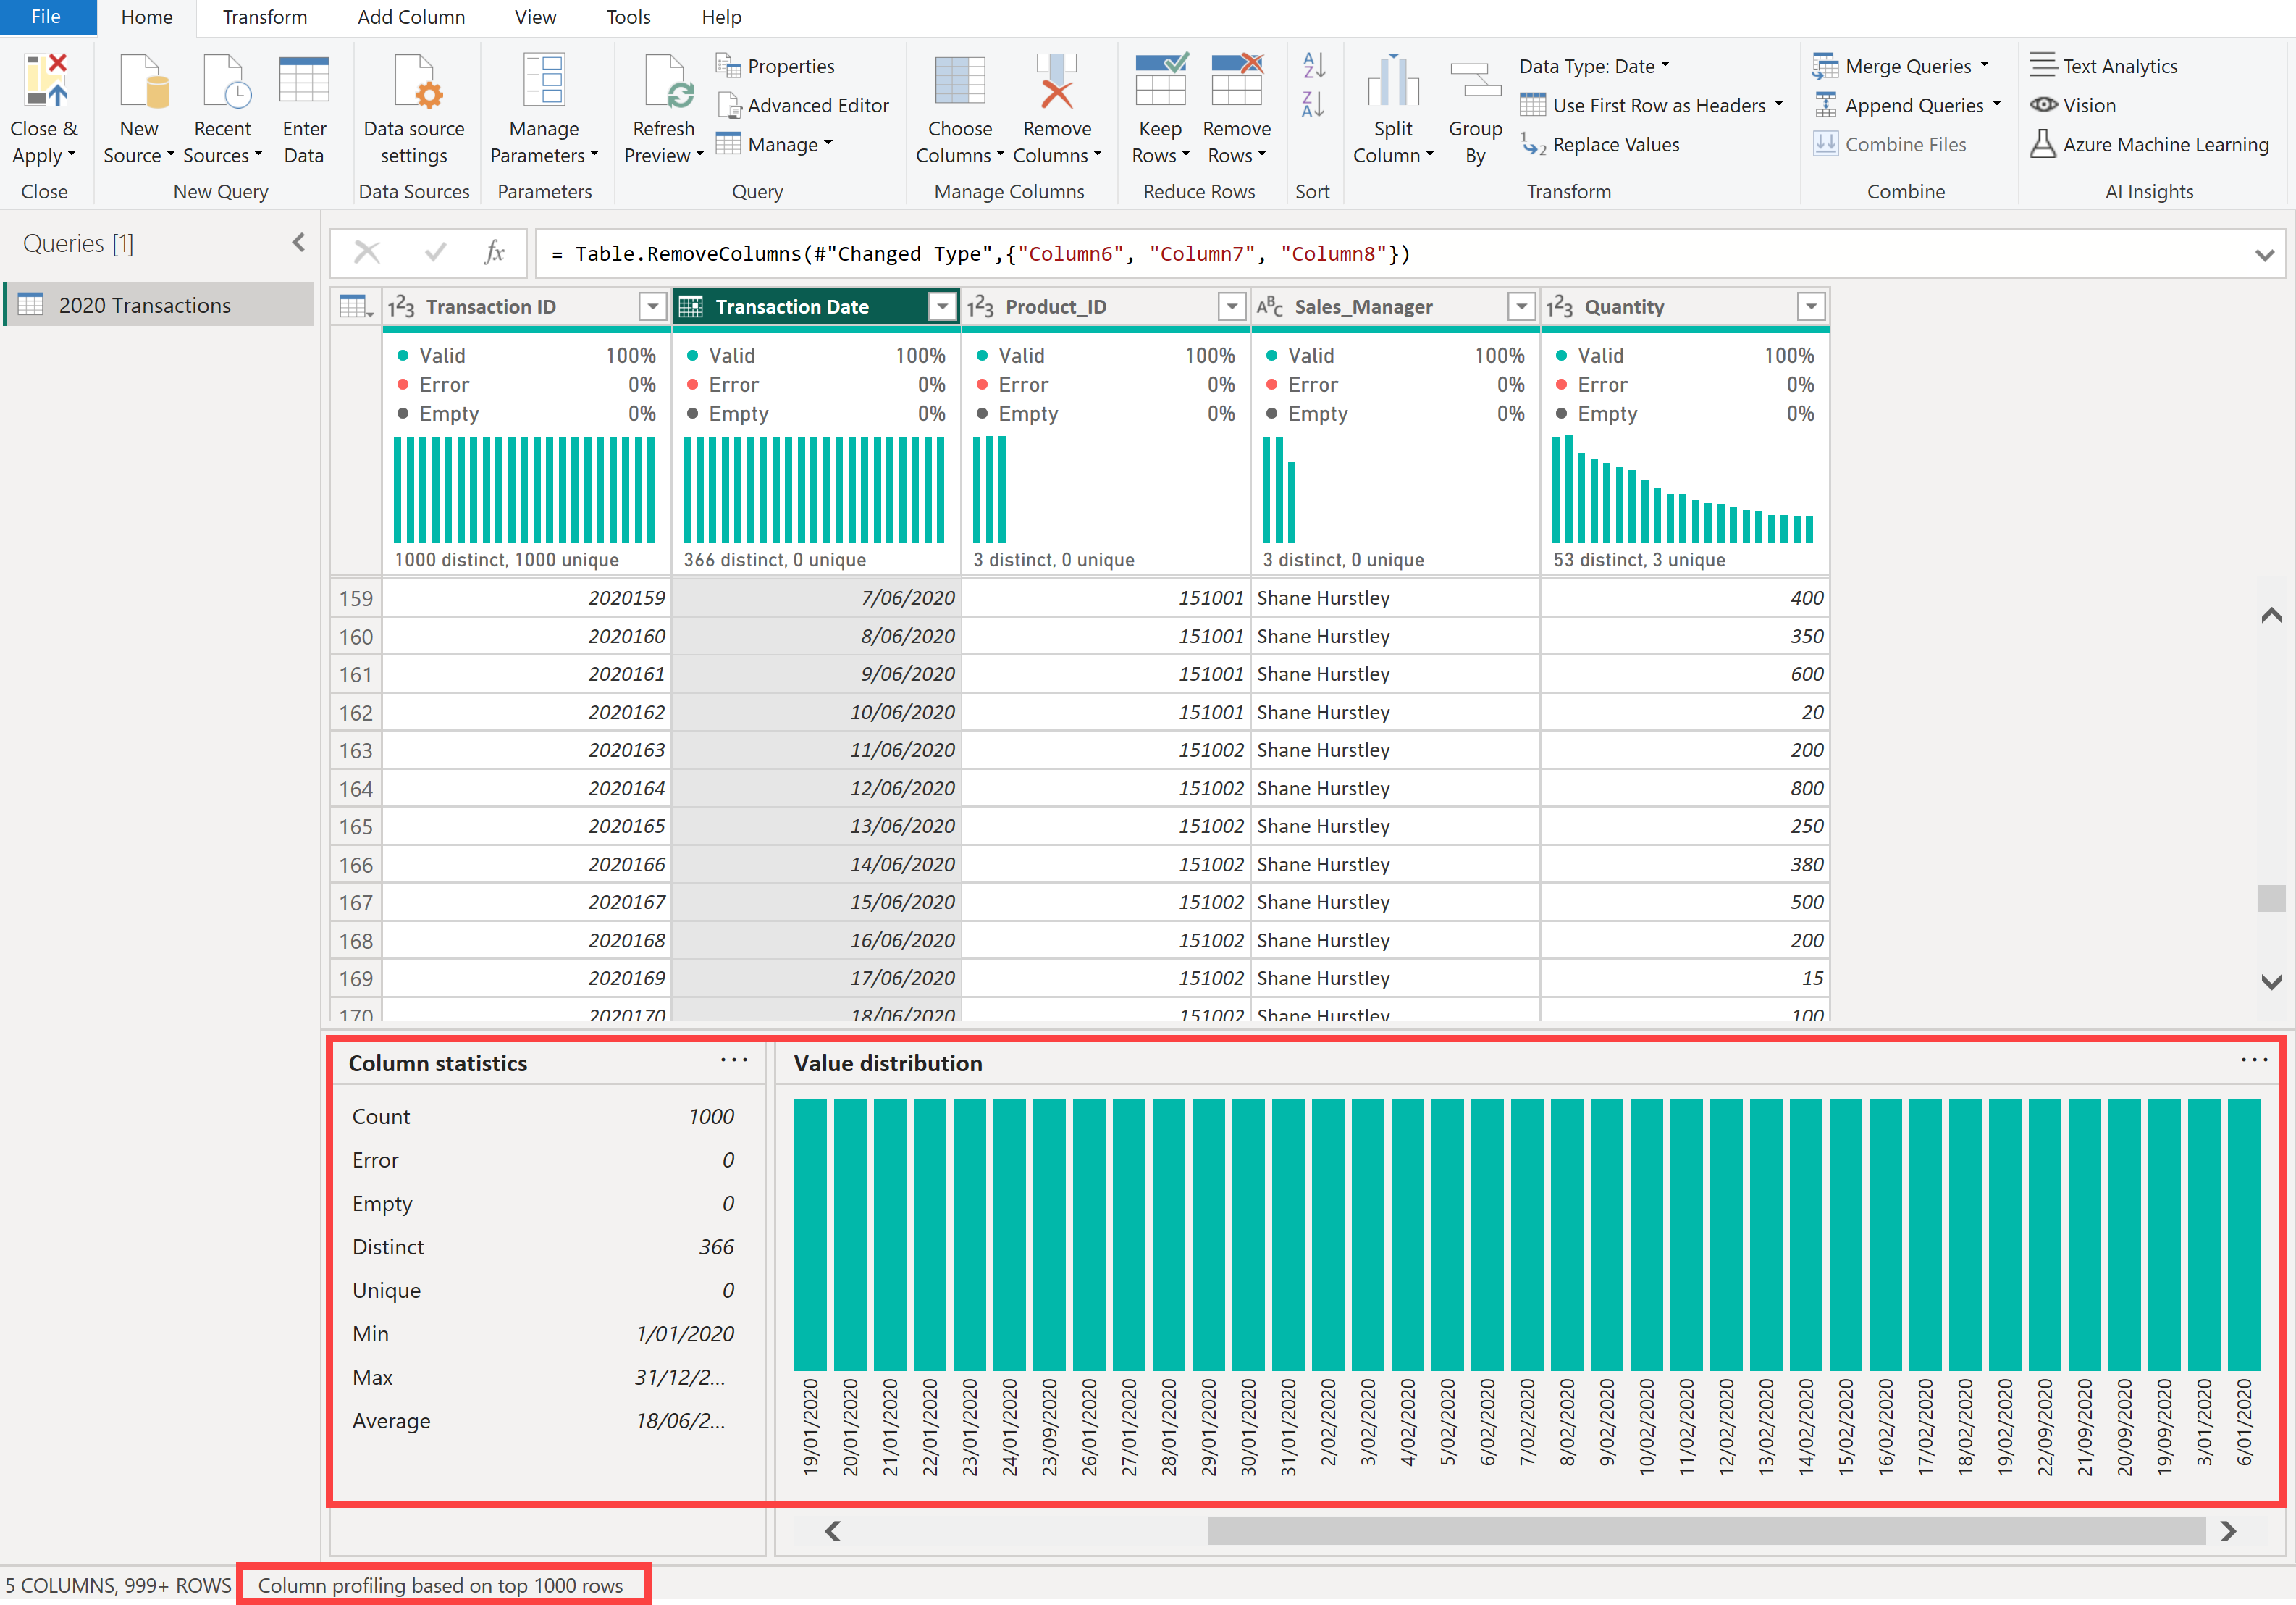 File Home Transform Add Column View Tools Help
Close & Apply
New Source
Recent Sources
Enter Data
Data source settings
Manage Parameters
Refresh Preview
Properties
Advanced Editor
Manage
Choose Columns
Remove Columns
Keep Rows
Remove Rows
Split Column
Group By
Data Type: Date
Use First Row as Headers
Replace Values
Merge Queries
Append Queries
Combine Files
Text Analytics
Vision
Azure Machine Learning
Close New Query Data Sources Parameters Query Manage Columns Reduce Rows Sort Transform Combine AI Insights
Queries [1]
2020 Transactions
fx = Table.RemoveColumns(#"Changed Type",{"Column6", "Column7", "Column8"})
123 Transaction ID Transaction Date 123 Product_ID ABC Sales_Manager 123 Quantity
Valid 100% Valid 100% Valid 100% Valid 100% Valid 100%
Error 0% Error 0% Error 0% Error 0% Error 0%
Empty 0% Empty 0% Empty 0% Empty 0% Empty 0%
1000 distinct, 1000 unique 366 distinct, 0 unique 3 distinct, 0 unique 3 distinct, 0 unique 53 distinct, 3 unique
159 2020159 7/06/2020 151001 Shane Hurstley 400
160 2020160 8/06/2020 151001 Shane Hurstley 350
161 2020161 9/06/2020 151001 Shane Hurstley 600
162 2020162 10/06/2020 151001 Shane Hurstley 20
163 2020163 11/06/2020 151002 Shane Hurstley 200
164 2020164 12/06/2020 151002 Shane Hurstley 800
165 2020165 13/06/2020 151002 Shane Hurstley 250
166 2020166 14/06/2020 151002 Shane Hurstley 380
167 2020167 15/06/2020 151002 Shane Hurstley 500
168 2020168 16/06/2020 151002 Shane Hurstley 200
169 2020169 17/06/2020 151002 Shane Hurstley 15
170 2020170 18/06/2020 151002 Shane Hurstley 100
Column statistics ...
Count 1000
Error 0
Empty 0
Distinct 366
Unique 0
Min 1/01/2020
Max 31/12/2...
Average 18/06/2...
Value distribution ...
19/01/2020
20/01/2020
21/01/2020
22/01/2020
23/01/2020
24/01/2020
23/09/2020
26/01/2020
27/01/2020
28/01/2020
29/01/2020
30/01/2020
31/01/2020
2/02/2020
3/02/2020
4/02/2020
5/02/2020
6/02/2020
7/02/2020
8/02/2020
9/02/2020
10/02/2020
11/02/2020
12/02/2020
13/02/2020
14/02/2020
15/02/2020
16/02/2020
17/02/2020
18/02/2020
19/02/2020
22/09/2020
21/09/2020
20/09/2020
19/09/2020
3/01/2020
6/01/2020
5 COLUMNS, 999+ ROWS Column profiling based on top 1000 rows